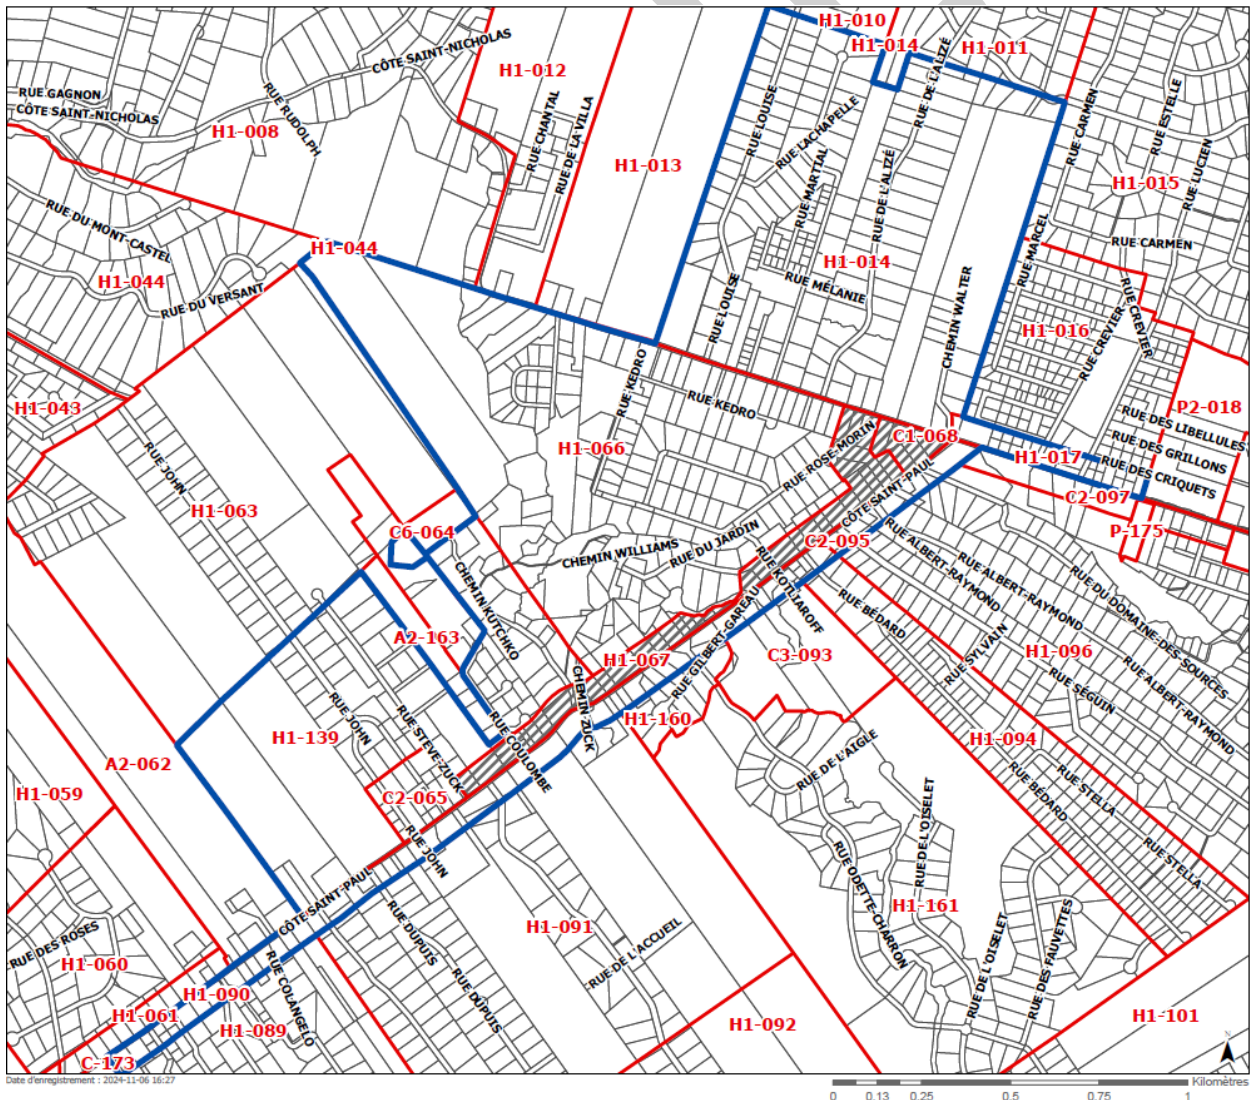 H1-010
H1-014
H1-011
CÔTE SAINT-NICHOLAS
H1-012
RUE GAGNON
CÔTE SAINT-NICHOLAS
RUE RUDOLPH
H1-008
RUE CHANTAL
RUE DE LA VILA
H1-013
RUE LOUISE
RUE LACHAPELLE
RUE MARTIAL
RUE DE L'ALIZÉ
RUE DE L'ALIZÉ
RUE CARMEN
RUE ESTELLE
RUE LUCIEN
H1-015
RUE DU MONT-CASTEL
H1-044
H1-044
RUE DU VERSANT
H1-014
RUE MÉLANIE
RUE LOUISE
RUE MARCEL
RUE CARMEN
CHEMIN WALTER
H1-016
RUE CREVIER
RUE CREVIER
H1-043
RUE KEDRO
RUE KEDRO
P2-018
RUE DES LIBELLULES
RUE DES GRILLONS
RUE DES CRIQUETS
C1-068
H1-017
C2-097
P-175
RUE JOHN
H1-063
H1-066
RUE ROSE-MORIN
CÔTE SAINT-PAUL
C6-064
CHEMIN WILLIAMS
RUE DU JARDIN
C2-095
RUE ALBERT-RAYMOND
RUE ALBERT-RAYMOND
RUE DU DOMAINE-DES-SOURCES
CHEMIN KUTCHKO
RUE KOTLIAROFF
RUE BÉDARD
A2-163
H1-067
RUE GILBERT-GAREAU
C3-093
RUE SYLVAIN
H1-096
RUE SÉGUIN
RUE ALBERT-RAYMOND
CHEMIN ZUCK
RUE JOHN
H1-139
RUE STEVE-ZUCK
RUE COULOMBE
H1-160
H1-094
A2-062
RUE DE L'AIGLE
H1-059
C2-065
RUE BÉDARD
RUE STELLA
RUE STELLA
RUE JOHN
RUE DE L'OISELET
RUE ODETTE-CHARRON
H1-161
CÔTE SAINT-PAUL
H1-091
RUE DUPUIS
RUE DUPUIS
RUE DE L'ACCUEIL
RUE DE L'OISELET
RUE DES FAUVETTES
RUE DES ROSES
H1-060
H1-090
RUE COLANGELO
H1-061
H1-089
H1-092
H1-101
C-173
N
Date d'enregistrement : 2024-11-06 16:27
Kilomètres
0 0.13 0.25 0.5 0.75 1